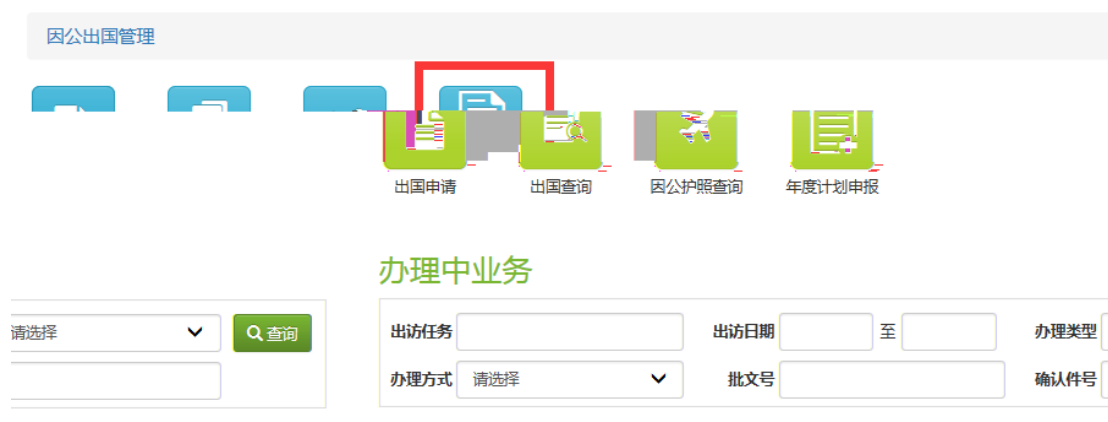 因公出国管理
出国申请 出国查询 因公护照查询 年度计划申报
办理中业务
请选择 查询 出访任务 出访日期 至 办理类型
办理方式 请选择 批文号 确认件号